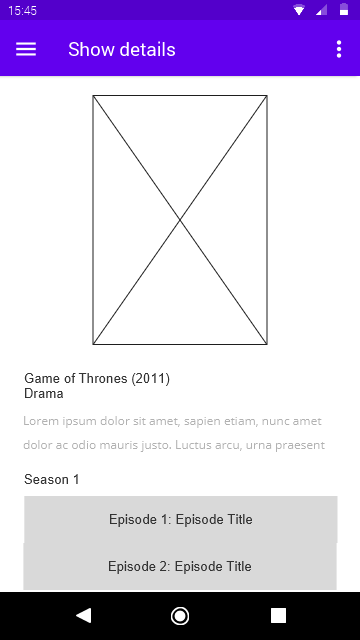 15:45
Show details
Game of Thrones (2011)
Drama
Lorem ipsum dolor sit amet, sapien etiam, nunc amet
dolor ac odio mauris justo. Luctus arcu, urna praesent
Season 1
Episode 1: Episode Title
Episode 2: Episode Title